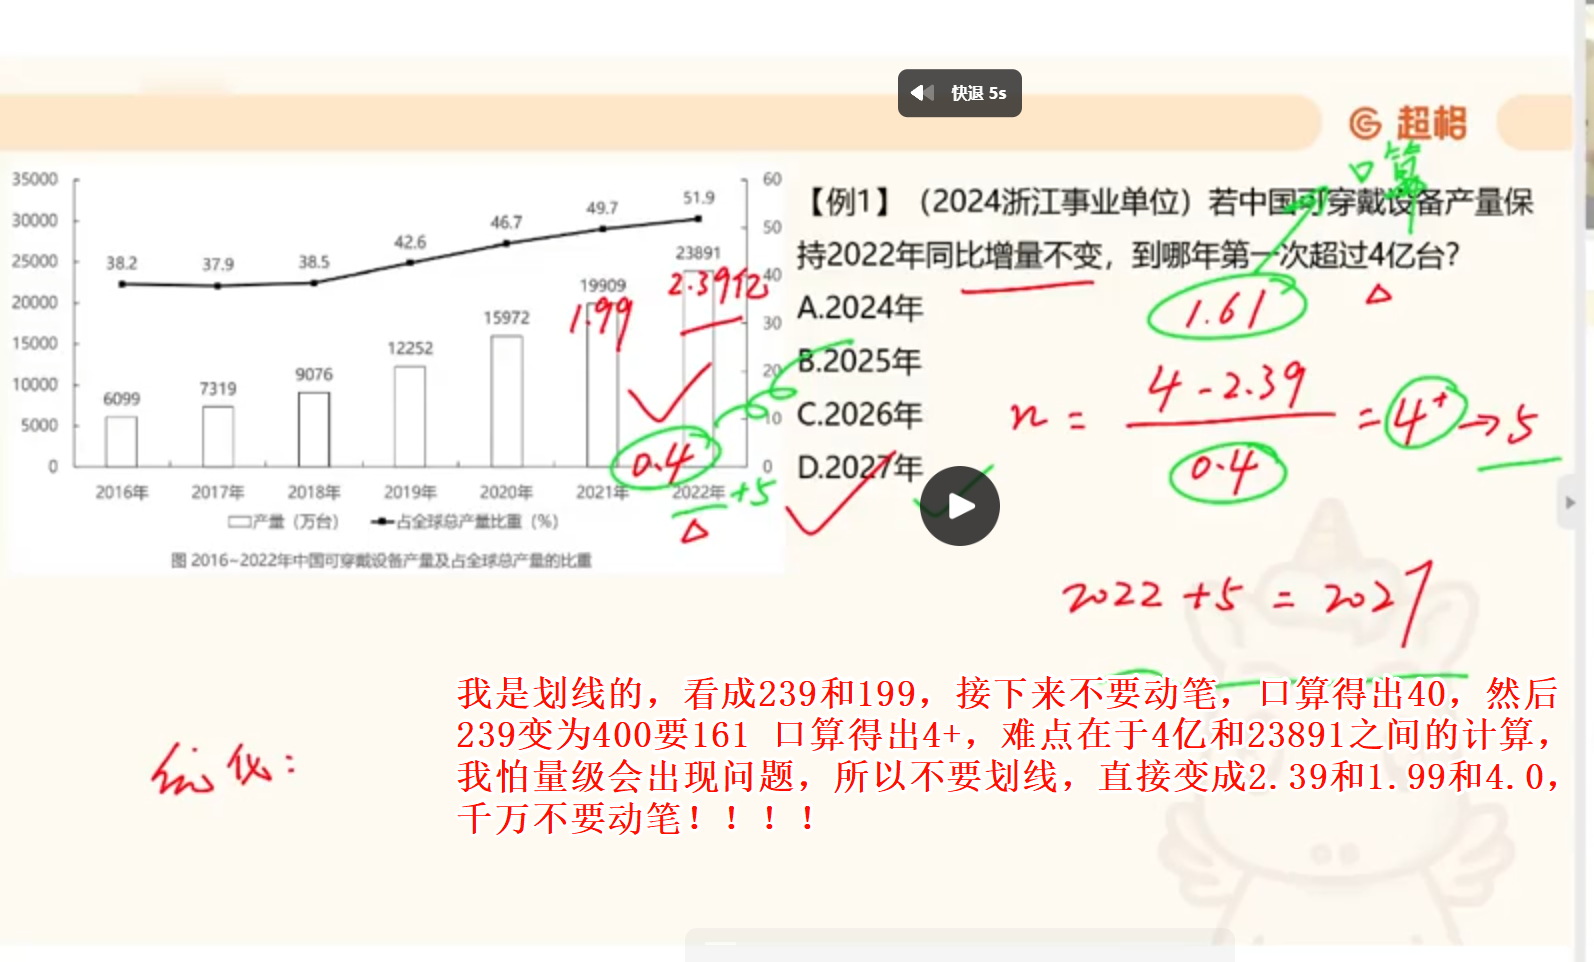 快退 5s
超格
口算
35000
30000
25000
20000
15000
10000
5000
0
60
50
40
30
20
10
0
38.2
37.9
38.5
42.6
46.7
49.7
51.9
6099
7319
9076
12252
15972
19909
23891
1.99
2.39亿
0.4
+5
2016年
2017年
2018年
2019年
2020年
2021年
2022年
产量（万台）
占全球总产量比重（%）
图 2016~2022年中国可穿戴设备产量及占全球总产量的比重
【例1】（2024浙江事业单位）若中国可穿戴设备产量保
持2022年同比增量不变，到哪年第一次超过4亿台？
A.2024年
B.2025年
C.2026年
D.2027年
1.61
n = 4-2.39 / 0.4 = 4⁺ → 5
2022 +5 = 2027
优化：
我是划线的，看成239和199，接下来不要动笔，口算得出40，然后
239变为400要161 口算得出4+，难点在于4亿和23891之间的计算，
我怕量级会出现问题，所以不要划线，直接变成2.39和1.99和4.0，
千万不要动笔！！！！